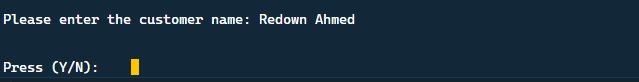 Please enter the customer name: Redown Ahmed
Press (Y/N):